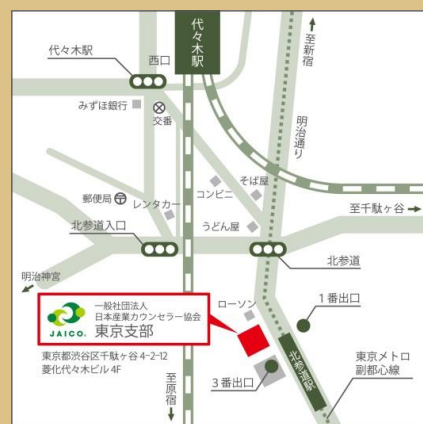 代々木駅
代々木駅
西口
至新宿
みずほ銀行
交番
明治通り
そば屋
コンビニ
郵便局
レンタカー
うどん屋
至千駄ヶ谷
北参道入口
北参道
明治神宮
ローソン
1番出口
一般社団法人
日本産業カウンセラー協会
JAICO.
東京支部
東京都渋谷区千駄ヶ谷 4-2-12
菱化代々木ビル 4F
至原宿
3番出口
北参道駅
東京メトロ
副都心線